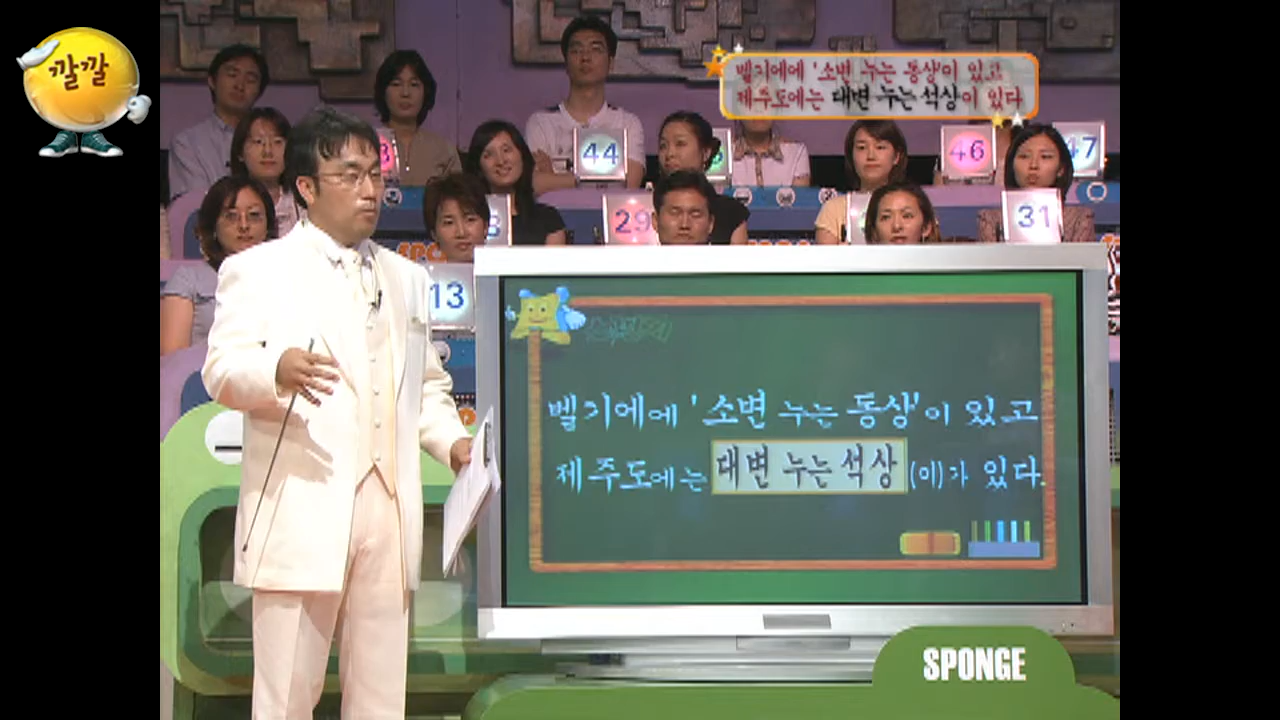 깔깔
벨기에에 '소변 누는 동상'이 있고
제주도에는 대변 누는 석상이 있다
44
46
47
29
31
13
벨기에에 '소변 누는 동상'이 있고
제주도에는 대변 누는 석상 (이)가 있다.
SPONGE